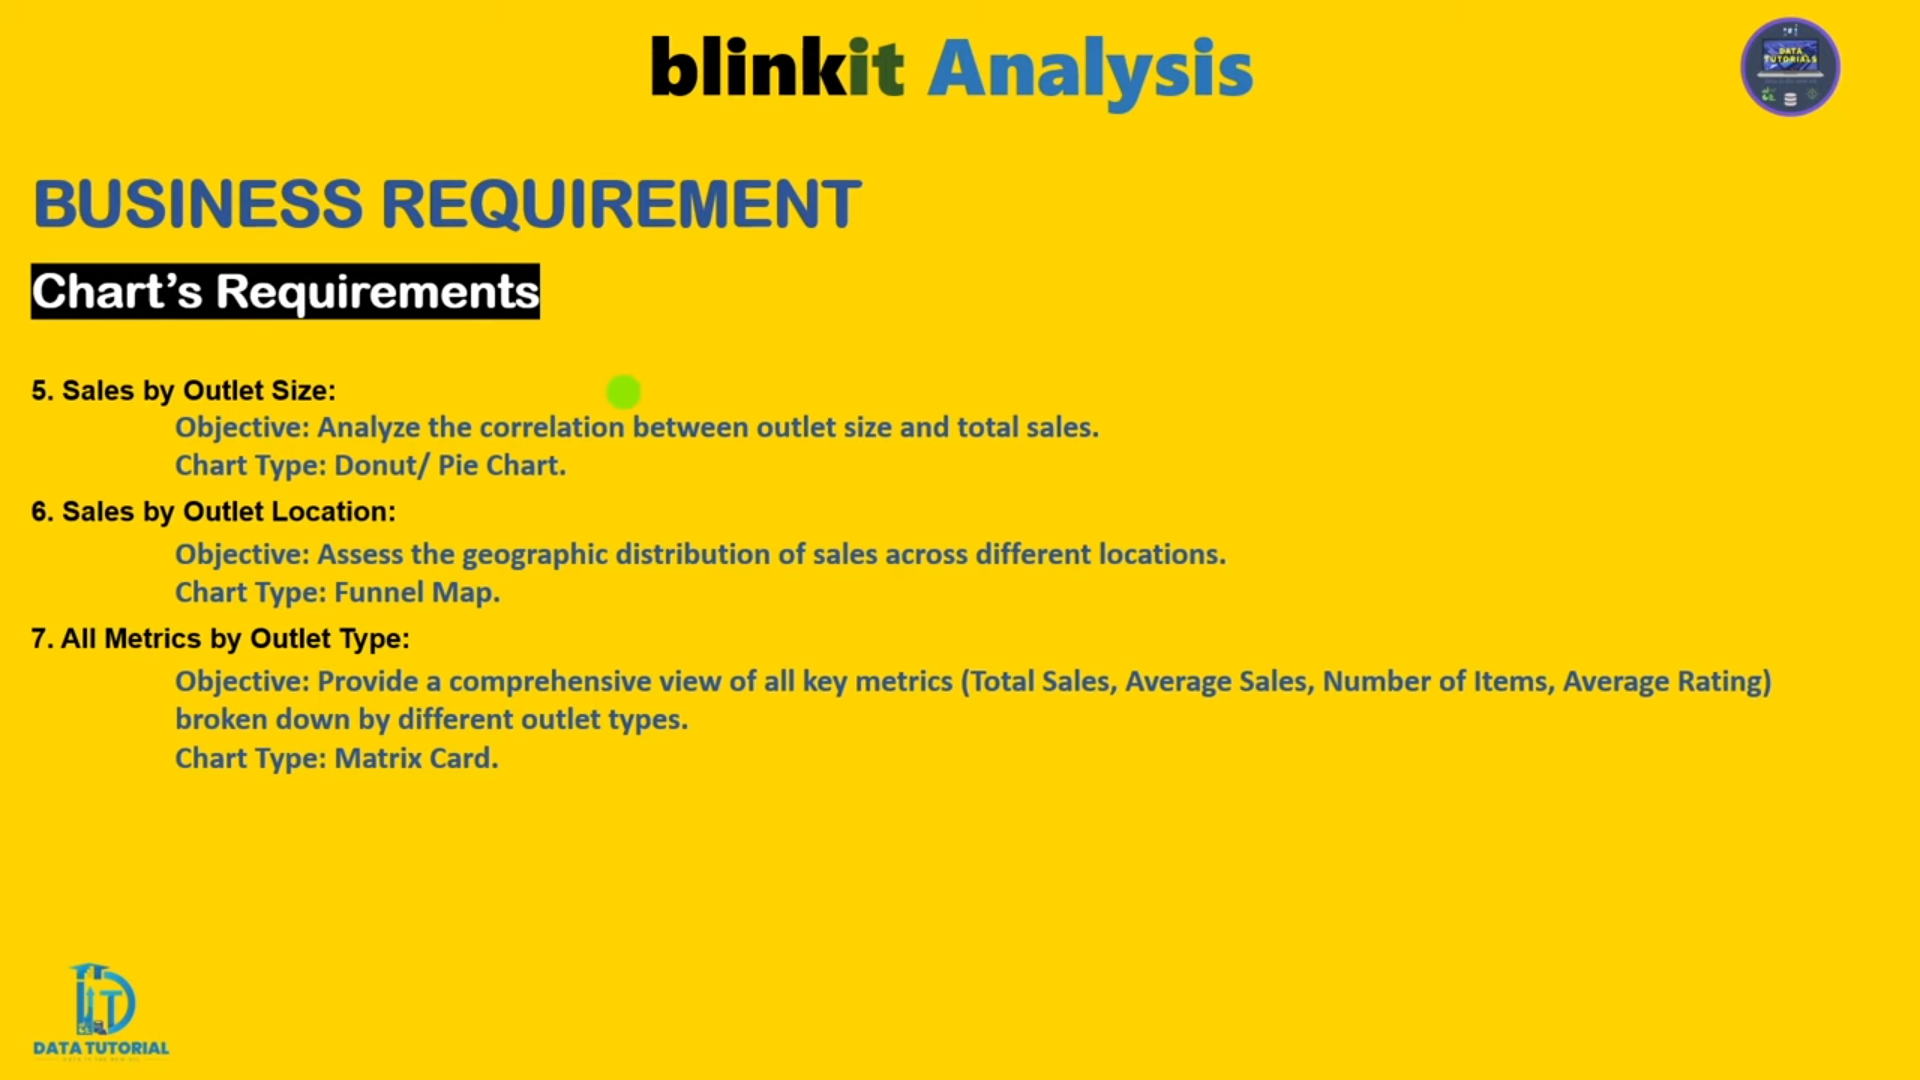 blinkit Analysis
DATA
TUTORIALS
BUSINESS REQUIREMENT
Chart’s Requirements
5. Sales by Outlet Size:
Objective: Analyze the correlation between outlet size and total sales.
Chart Type: Donut/ Pie Chart.
6. Sales by Outlet Location:
Objective: Assess the geographic distribution of sales across different locations.
Chart Type: Funnel Map.
7. All Metrics by Outlet Type:
Objective: Provide a comprehensive view of all key metrics (Total Sales, Average Sales, Number of Items, Average Rating)
broken down by different outlet types.
Chart Type: Matrix Card.
DATA TUTORIAL